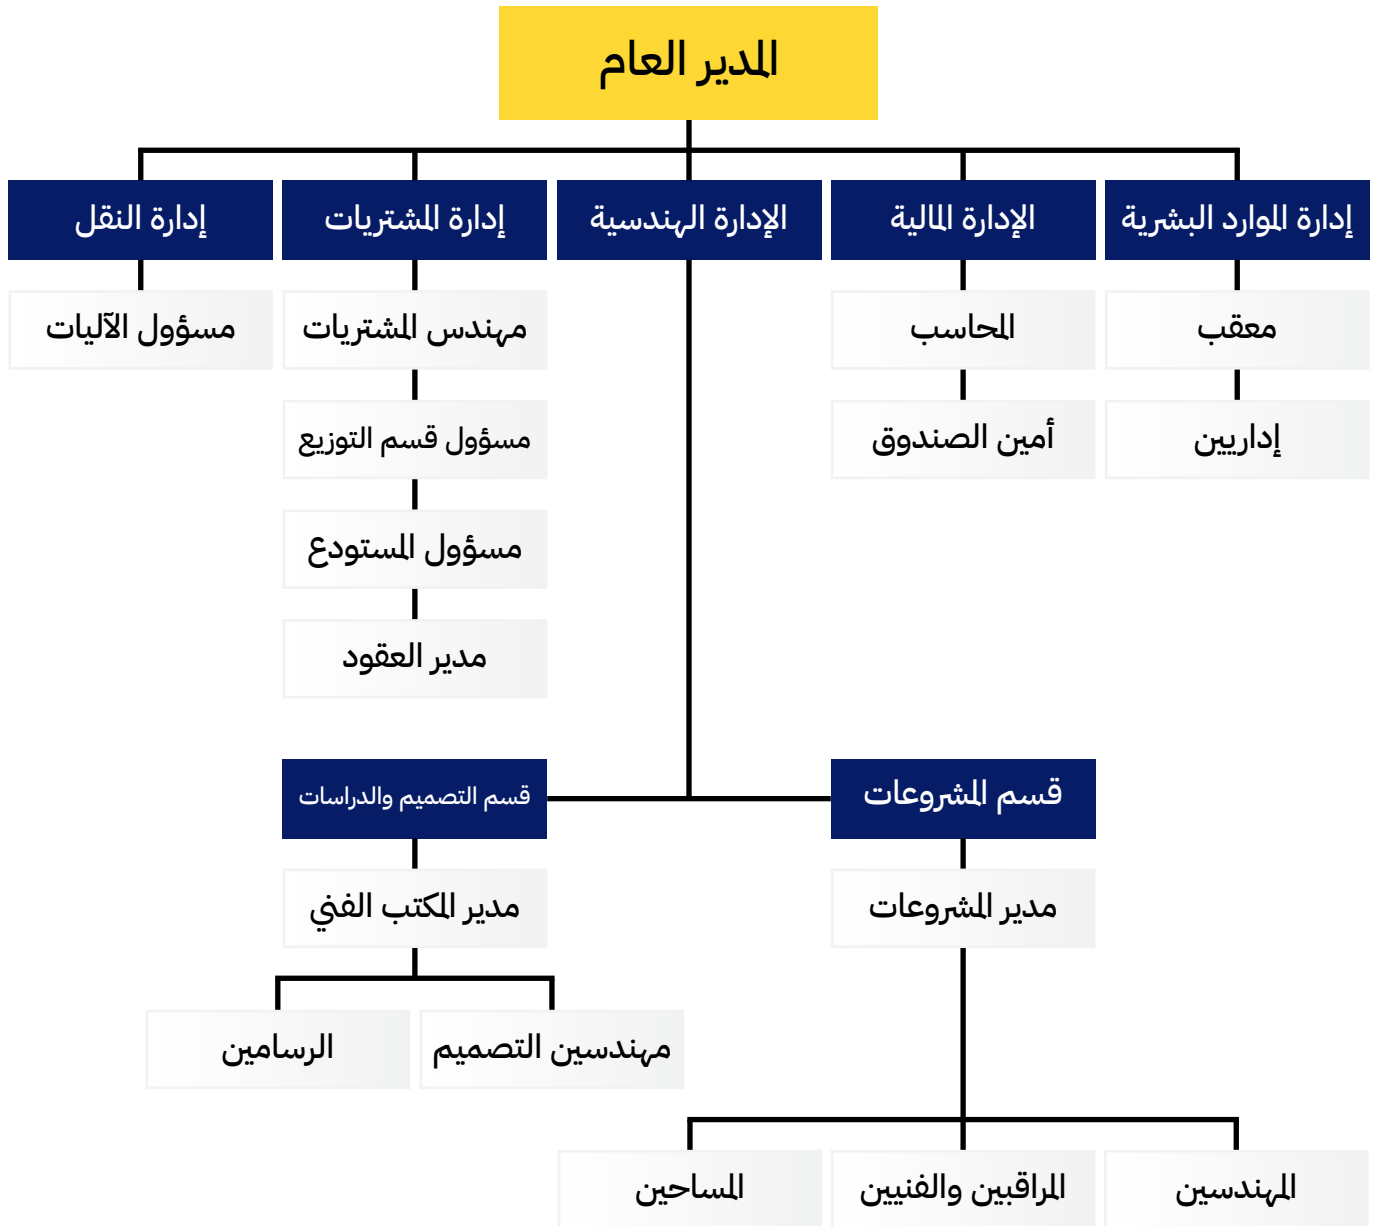 المدير العام
إدارة الموارد البشرية
الإدارة المالية
الإدارة الهندسية
إدارة المشتريات
إدارة النقل
معقب
المحاسب
مهندس المشتريات
مسؤول الآليات
إداريين
أمين الصندوق
مسؤول قسم التوزيع
مسؤول المستودع
مدير العقود
قسم المشروعات
قسم التصميم والدراسات
مدير المشروعات
مدير المكتب الفني
مهندسين التصميم
الرسامين
المهندسين
المراقبين والفنيين
المساحين